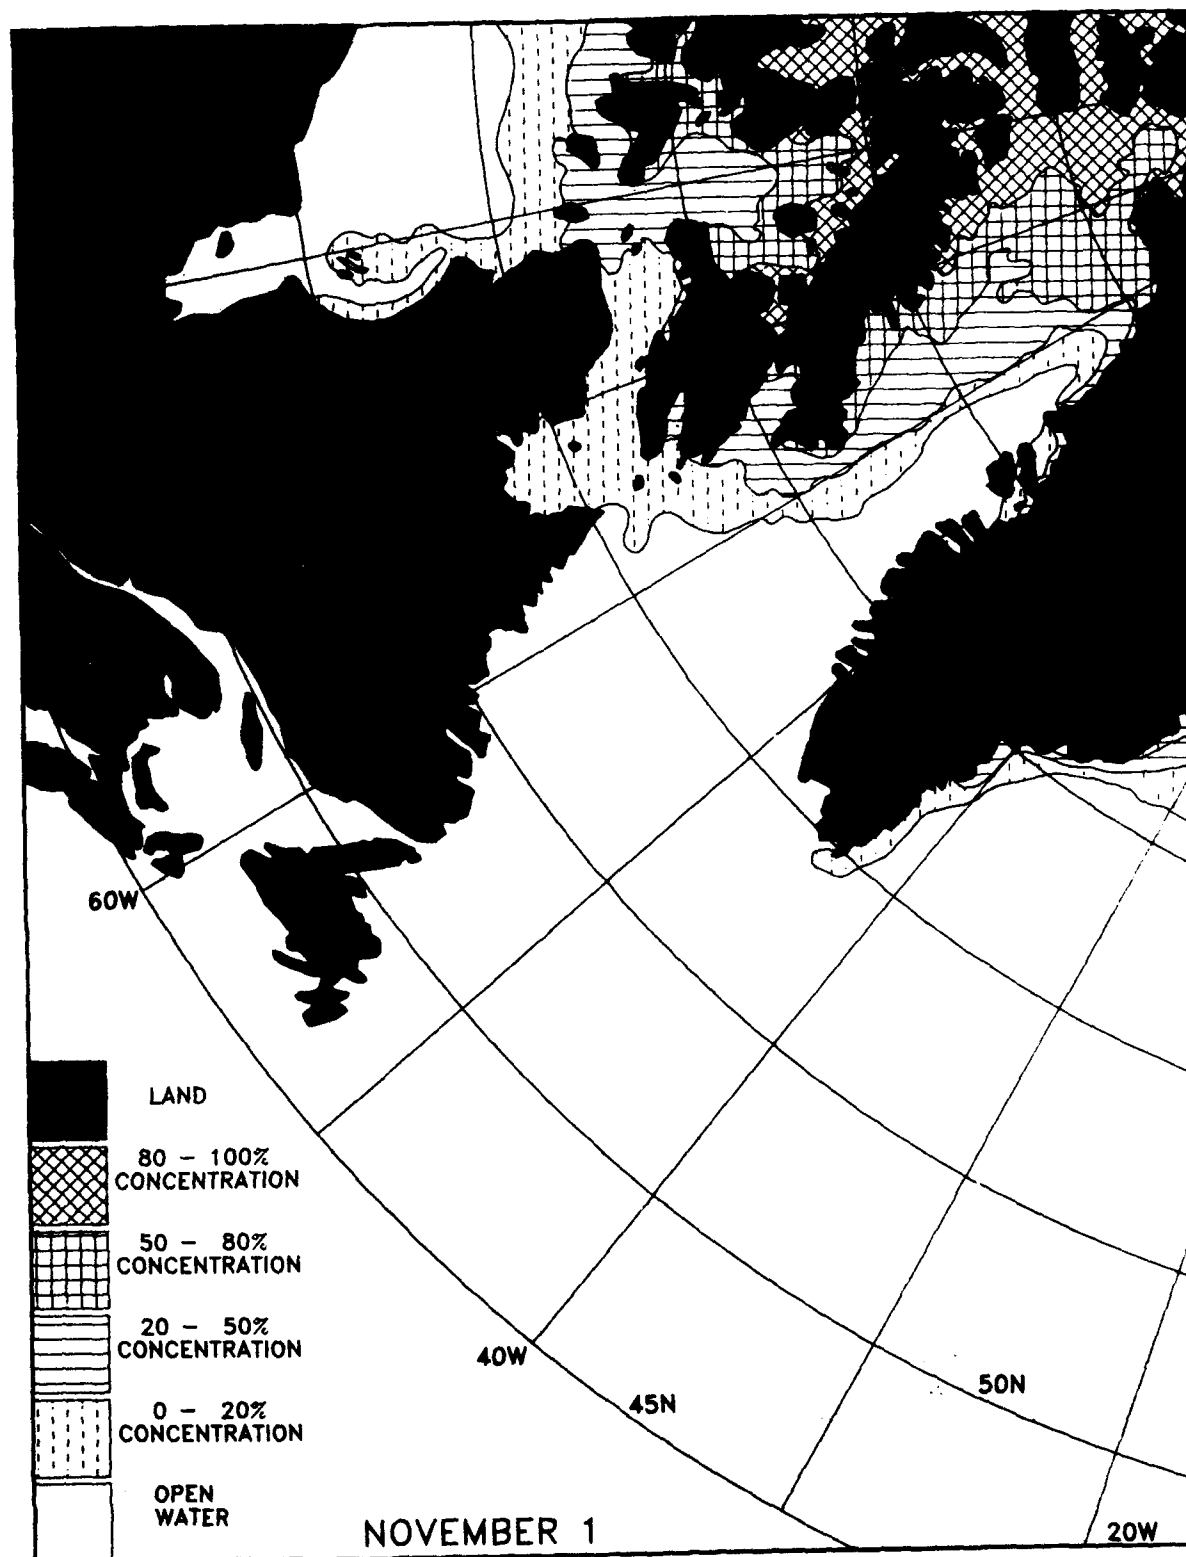 60W
LAND
80 – 100%
CONCENTRATION
50 – 80%
CONCENTRATION
20 – 50%
CONCENTRATION
0 – 20%
CONCENTRATION
OPEN
WATER
40W
45N
50N
NOVEMBER 1
20W